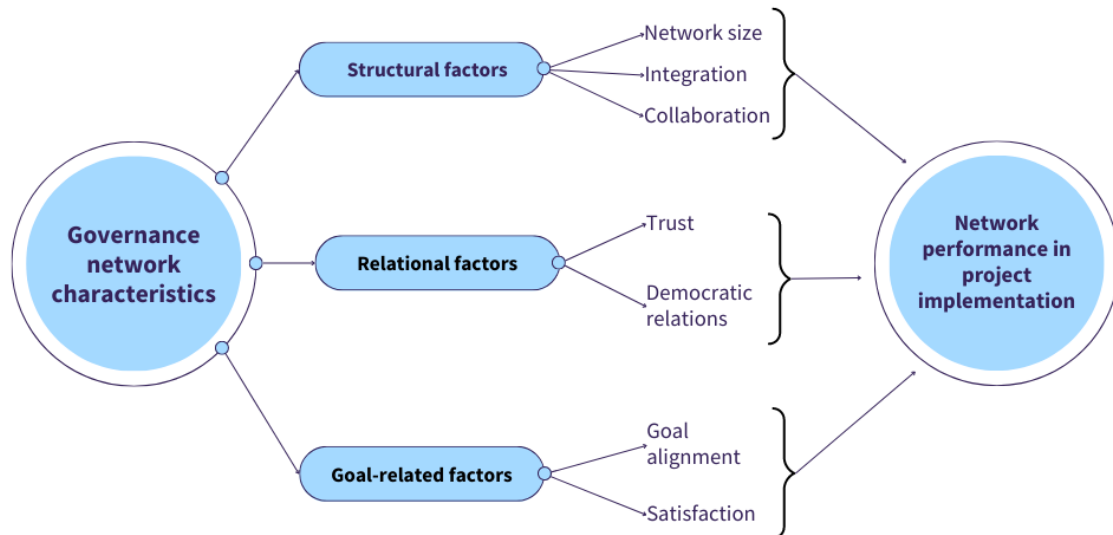 Governance
network
characteristics
Structural factors
Network size
Integration
Collaboration
Relational factors
Trust
Democratic
relations
Goal-related factors
Goal
alignment
Satisfaction
Network
performance in
project
implementation